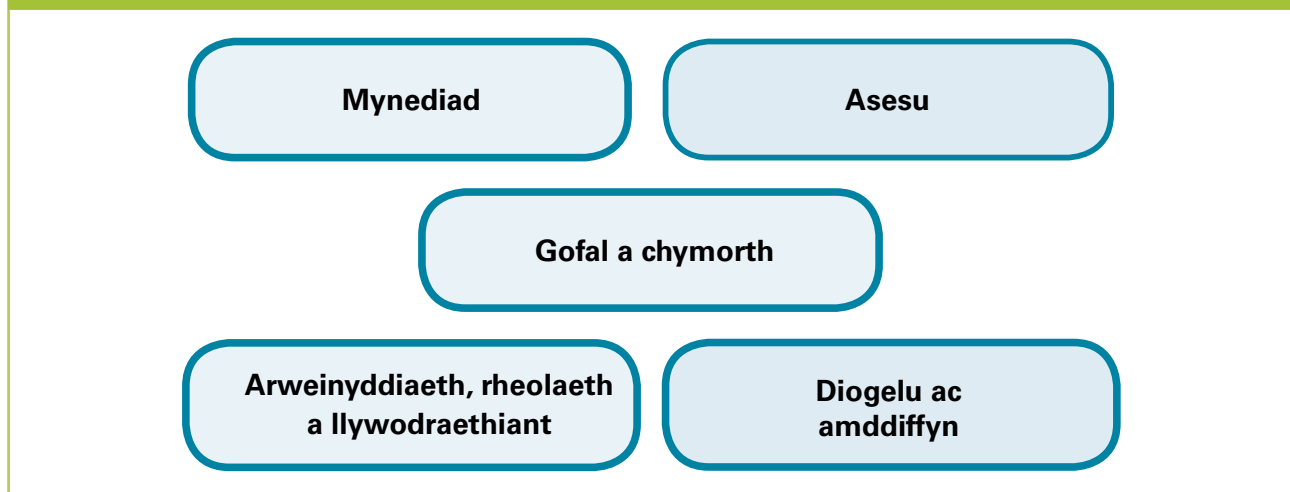 Mynediad
Asesu
Gofal a chymorth
Arweinyddiaeth, rheolaeth
a llywodraethiant
Diogelu ac
amddiffyn